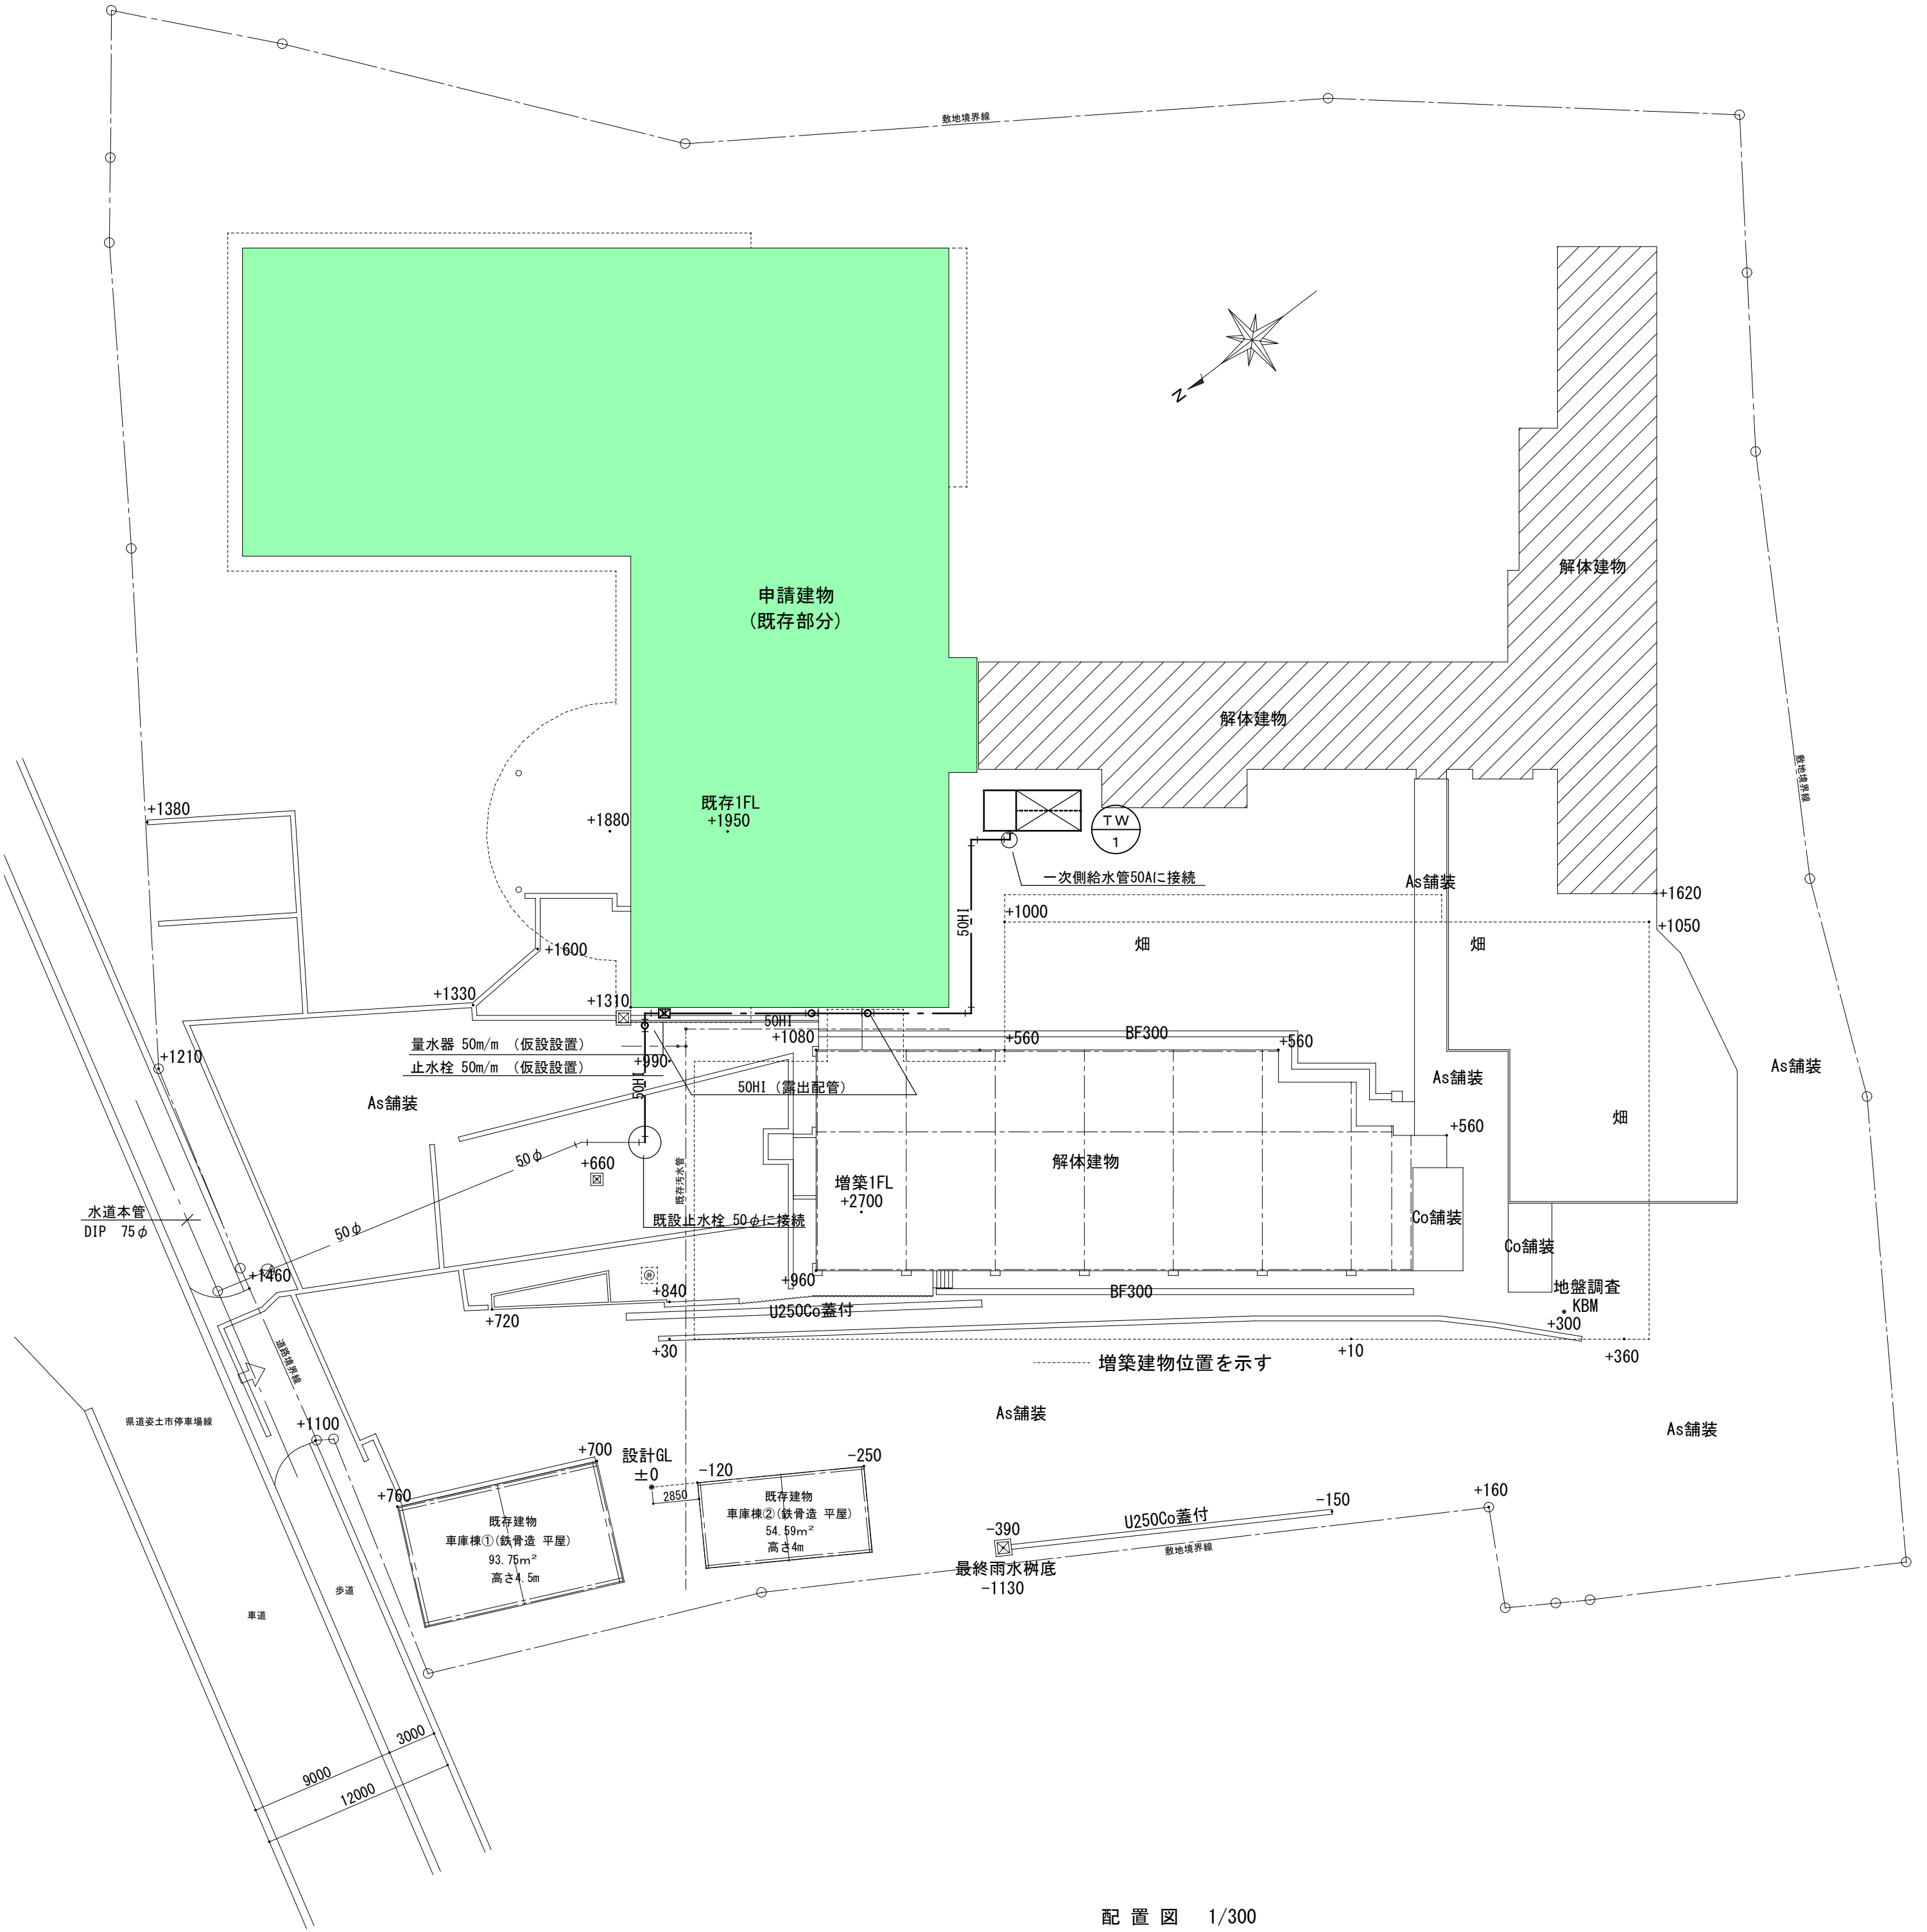 敷地境界線
N
解体建物
申請建物
(既存部分)
解体建物
敷地境界線
既存1FL
+1950
+1880
+1380
TW
1
一次側給水管50Aに接続
As舗装
+1620
+1050
+1000
50HI
畑
畑
+1600
+1330
+1310
50HI
+1080
+560
BF300
+560
量水器 50m/m (仮設設置)
止水栓 50m/m (仮設設置)
+990
+1210
50HI
50HI (露出配管)
As舗装
As舗装
As舗装
畑
+560
50φ
+660
既存汚水管
解体建物
増築1FL
+2700
水道本管
DIP 75φ
50φ
既設止水栓 50φに接続
Co舗装
Co舗装
+1460
井
+840
+960
BF300
地盤調査
KBM
+300
+720
U250Co蓋付
+30
+10
+360
増築建物位置を示す
道路境界線
県道姿土市停車場線
+1100
As舗装
As舗装
+700
設計GL
±0
-120
-250
2850
+760
既存建物
車庫棟①(鉄骨造 平屋)
93.75m²
高さ4.5m
既存建物
車庫棟②(鉄骨造 平屋)
54.59m²
高さ4m
-150
+160
U250Co蓋付
-390
敷地境界線
最終雨水桝底
-1130
歩道
車道
3000
9000
12000
配置図 1/300